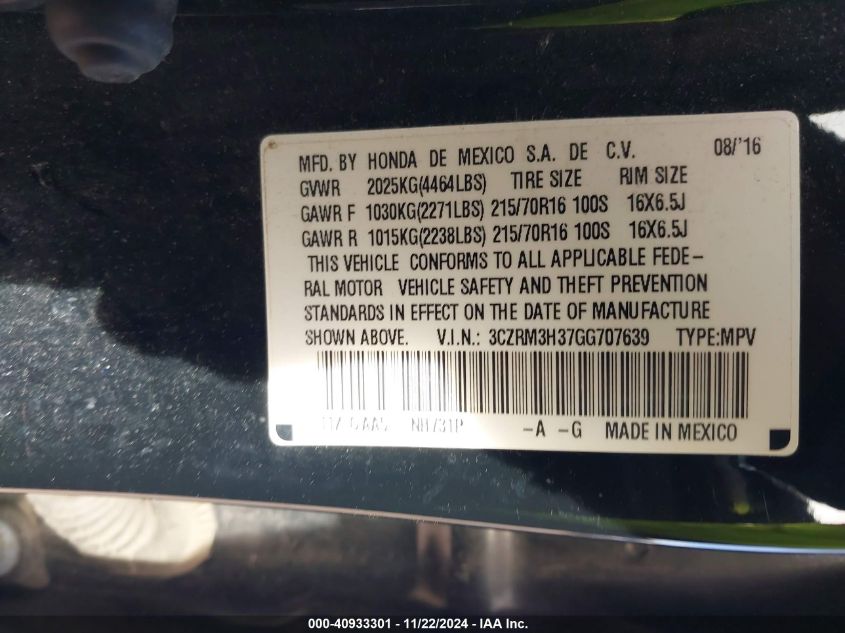 MFD. BY HONDA DE MEXICO S.A. DE C.V. 08/'16
GVWR 2025KG(4464LBS) TIRE SIZE RIM SIZE
GAWR F 1030KG(2271LBS) 215/70R16 100S 16X6.5J
GAWR R 1015KG(2238LBS) 215/70R16 100S 16X6.5J
THIS VEHICLE CONFORMS TO ALL APPLICABLE FEDE-
RAL MOTOR VEHICLE SAFETY AND THEFT PREVENTION
STANDARDS IN EFFECT ON THE DATE OF MANUFACTURE
SHOWN ABOVE. V.I.N.: 3CZRM3H37GG707639 TYPE:MPV
NH731P -A -G MADE IN MEXICO
000-40933301 - 11/22/2024 - IAA Inc.